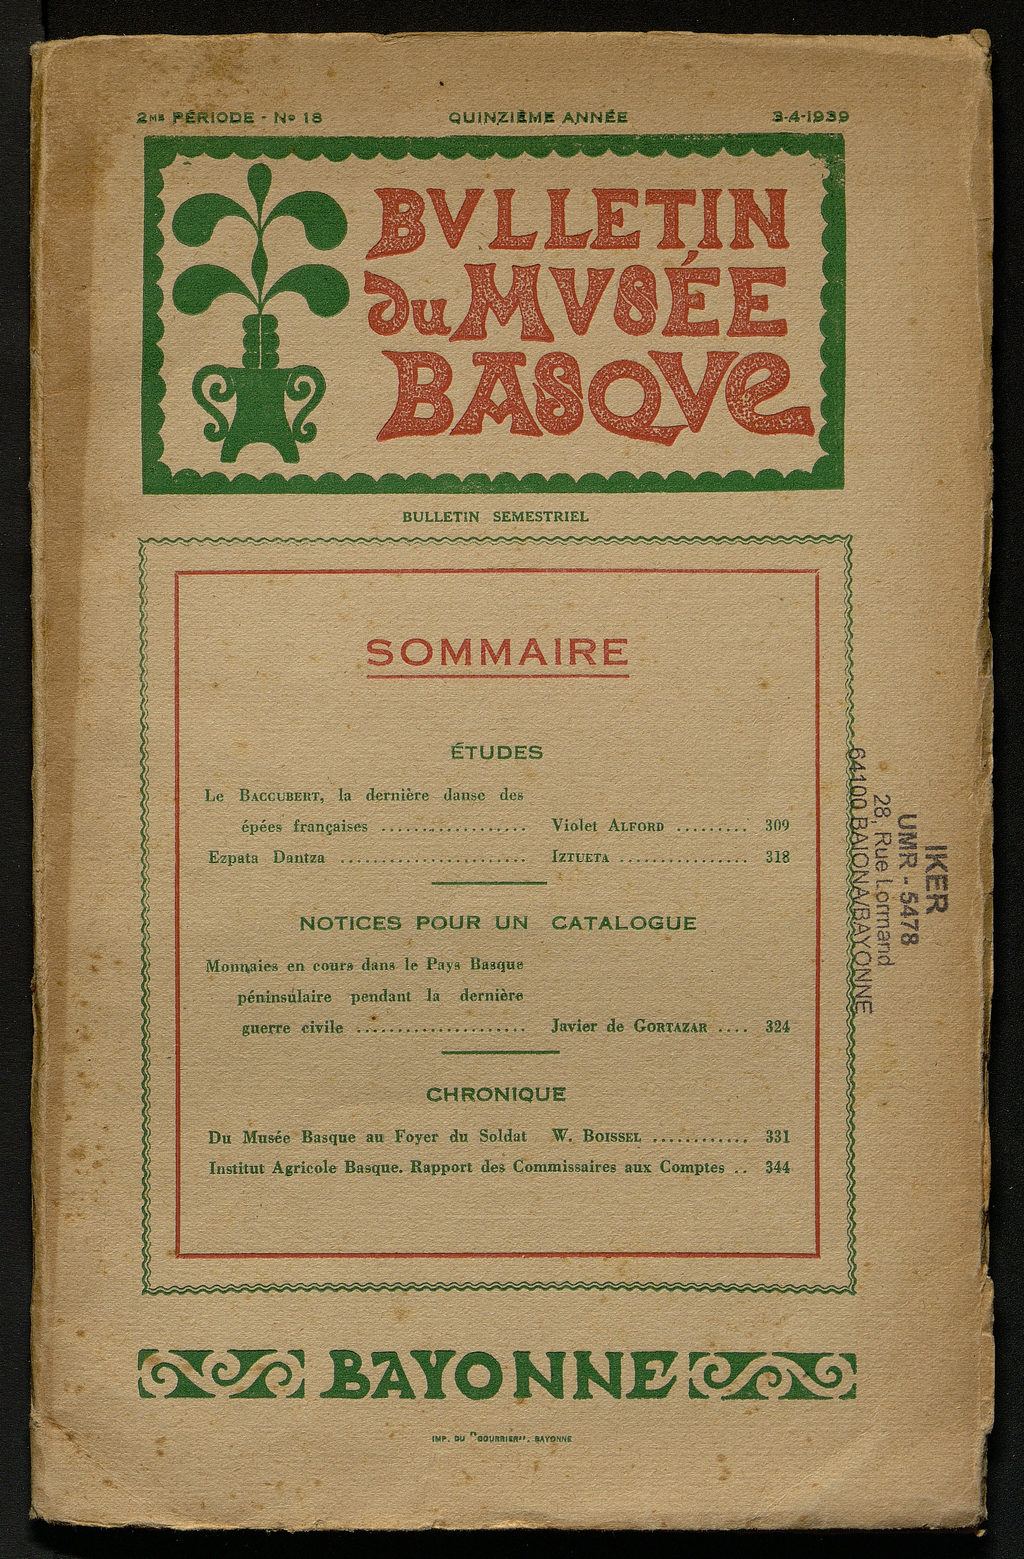 2ME PÉRIODE - No 18 QUINZIÈME ANNÉE 3-4-1939
BVLLETIN
du MVSÉE
BASQVe
BULLETIN SEMESTRIEL
SOMMAIRE
ÉTUDES
Le BACCUBERT, la dernière danse des
épées françaises .................. Violet ALFORD ......... 309
Ezpata Dantza ....................... IZTUETA ................ 318
NOTICES POUR UN CATALOGUE
Monnaies en cours dans le Pays Basque
péninsulaire pendant la dernière
guerre civile ..................... Javier de GORTAZAR .... 324
CHRONIQUE
Du Musée Basque au Foyer du Soldat W. BOISSEL ............ 331
Institut Agricole Basque. Rapport des Commissaires aux Comptes .. 344
BAYONNE
IMP. DU "COURRIER", BAYONNE
IKER
UMR - 5478
28, Rue Lormand
64100 BAIONA/BAYONNE